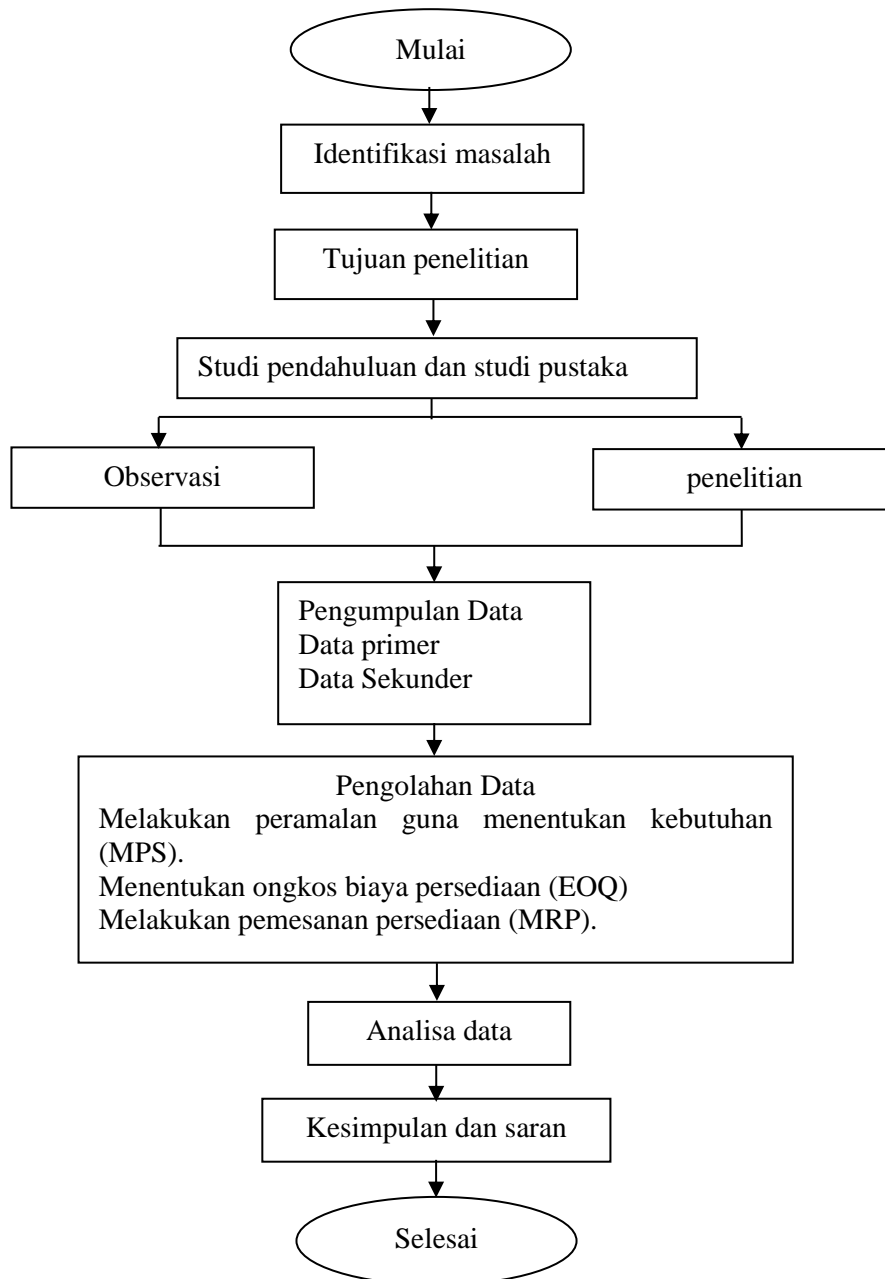 Mulai
Identifikasi masalah
Tujuan penelitian
Studi pendahuluan dan studi pustaka
Observasi
penelitian
Pengumpulan Data
Data primer
Data Sekunder
Pengolahan Data
Melakukan peramalan guna menentukan kebutuhan
(MPS).
Menentukan ongkos biaya persediaan (EOQ)
Melakukan pemesanan persediaan (MRP).
Analisa data
Kesimpulan dan saran
Selesai